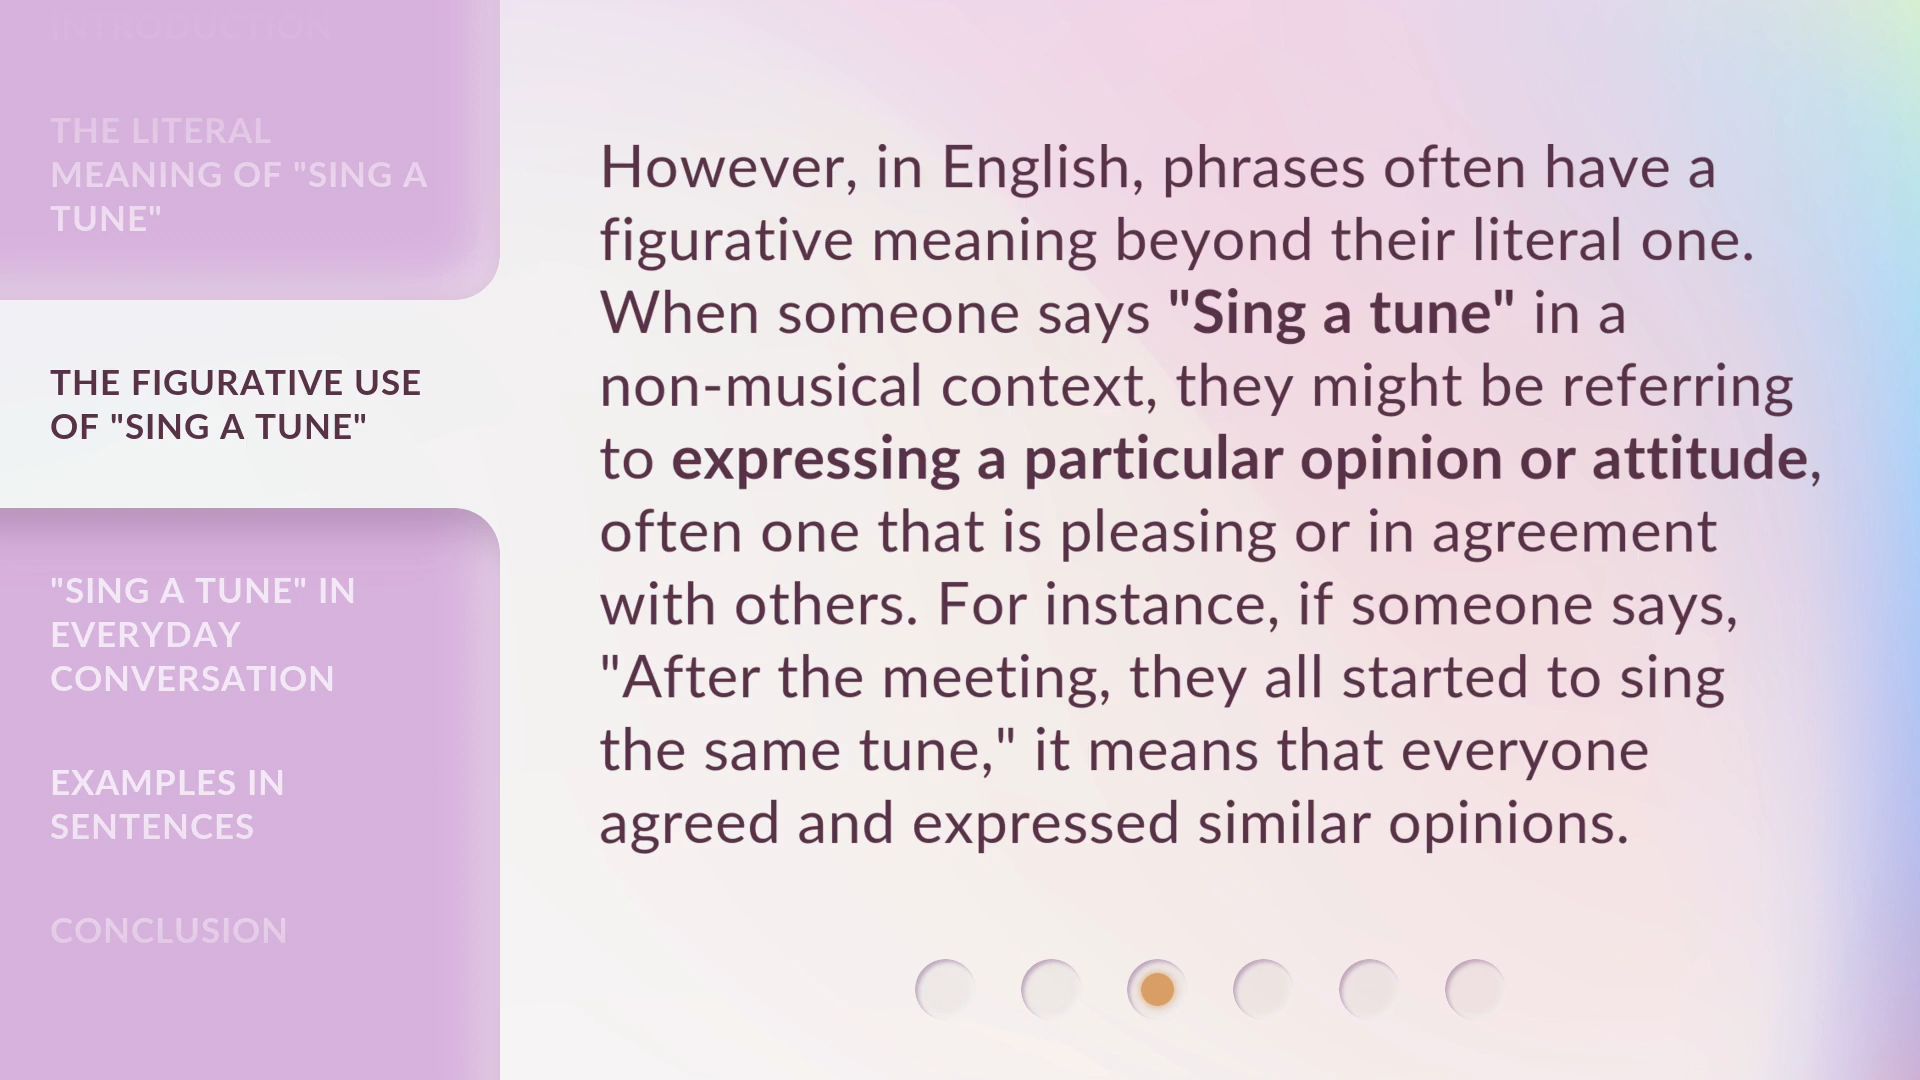 INTRODUCTION
THE LITERAL
MEANING OF "SING A
TUNE"
THE FIGURATIVE USE
OF "SING A TUNE"
"SING A TUNE" IN
EVERYDAY
CONVERSATION
EXAMPLES IN
SENTENCES
CONCLUSION
However, in English, phrases often have a
figurative meaning beyond their literal one.
When someone says "Sing a tune" in a
non-musical context, they might be referring
to expressing a particular opinion or attitude,
often one that is pleasing or in agreement
with others. For instance, if someone says,
"After the meeting, they all started to sing
the same tune," it means that everyone
agreed and expressed similar opinions.